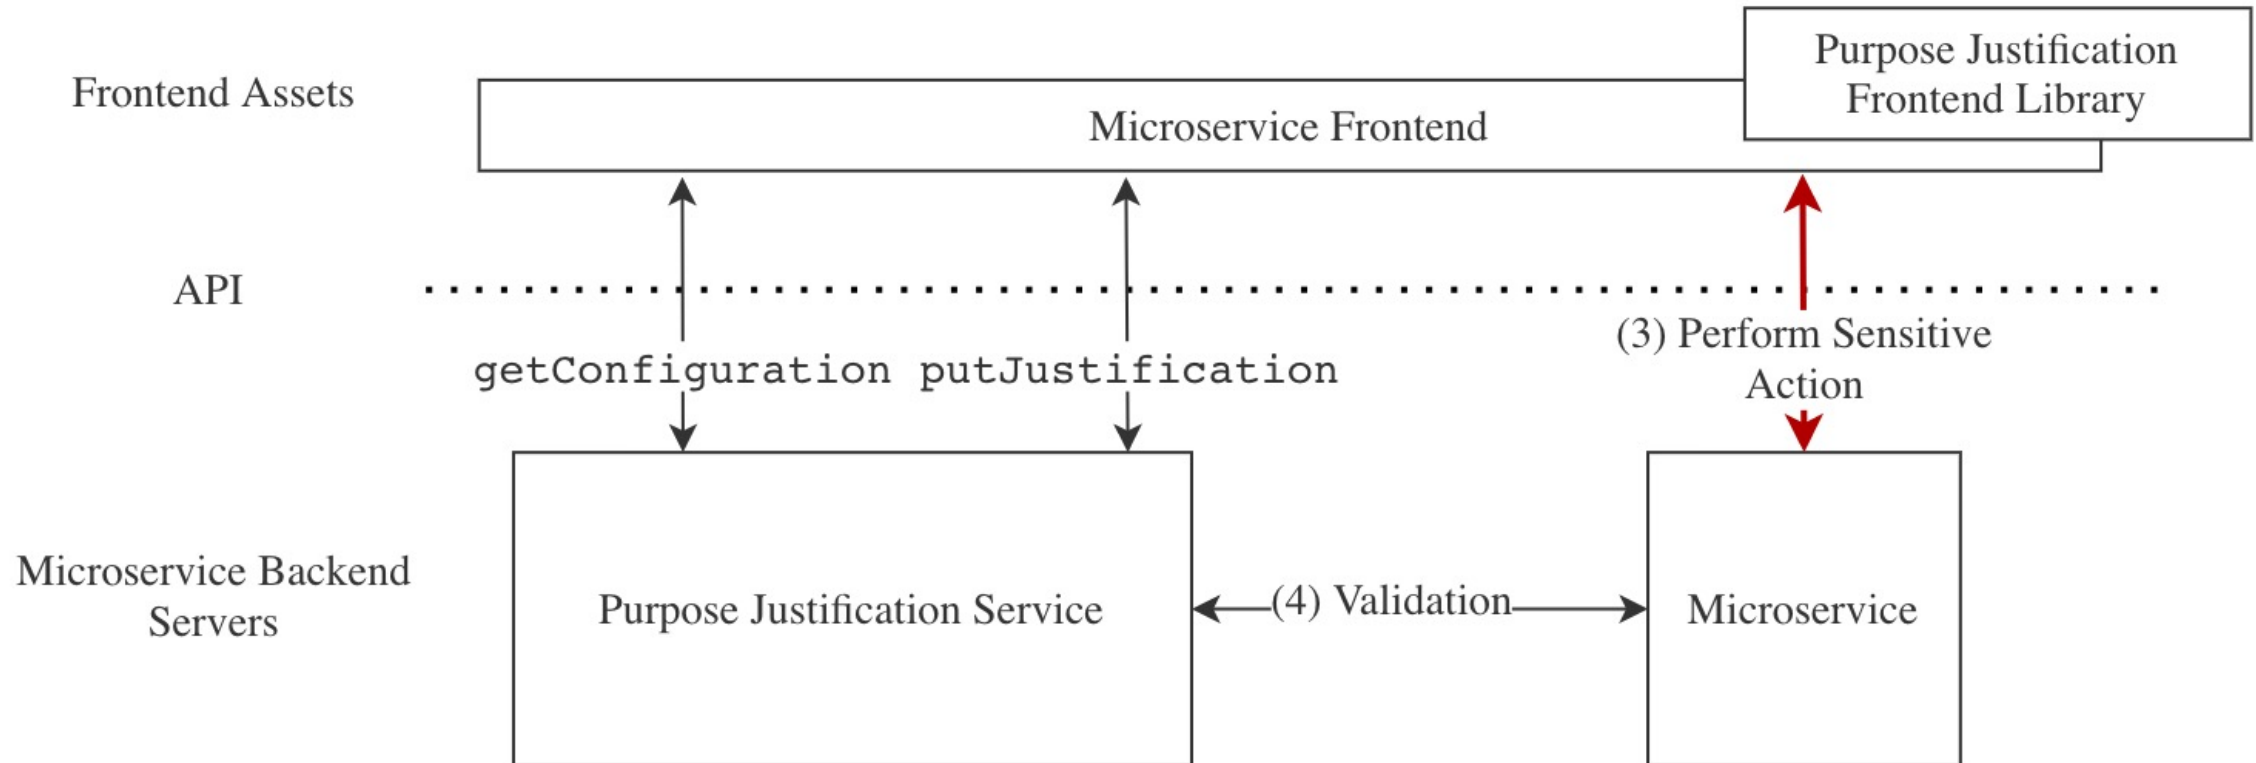 Purpose Justification
Frontend Library
Frontend Assets
Microservice Frontend
API
(3) Perform Sensitive
Action
getConfiguration putJustification
Microservice Backend
Servers
Purpose Justification Service
(4) Validation
Microservice